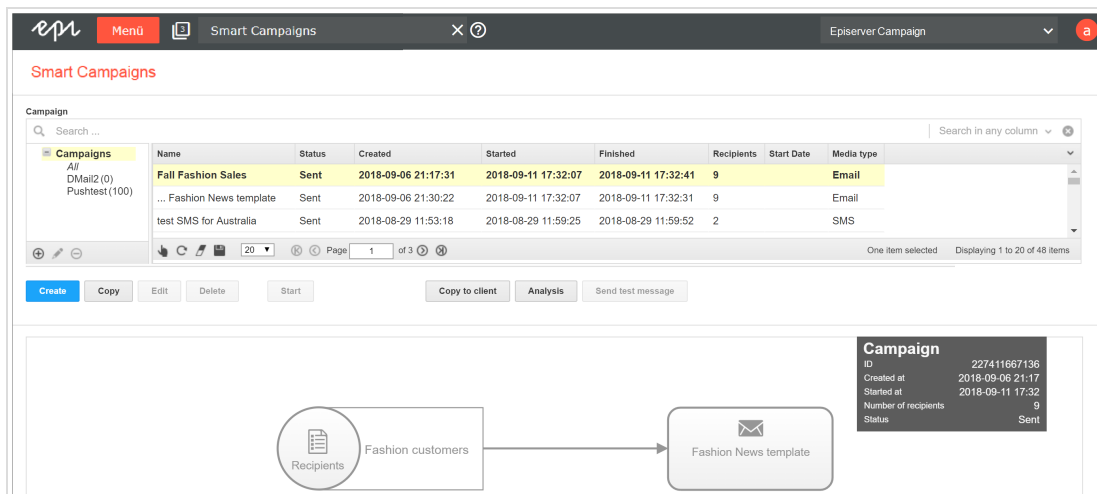 epi Menü 3 Smart Campaigns Episerver Campaign a
Smart Campaigns
Campaign
Search ... Search in any column
Campaigns
All
DMail2 (0)
Pushtest (100)
Name Status Created Started Finished Recipients Start Date Media type
Fall Fashion Sales Sent 2018-09-06 21:17:31 2018-09-11 17:32:07 2018-09-11 17:32:41 9 Email
... Fashion News template Sent 2018-09-06 21:30:22 2018-09-11 17:32:07 2018-09-11 17:32:31 9 Email
test SMS for Australia Sent 2018-08-29 11:53:18 2018-08-29 11:59:25 2018-08-29 11:59:52 2 SMS
20 Page 1 of 3 One item selected Displaying 1 to 20 of 48 items
Create Copy Edit Delete Start Copy to client Analysis Send test message
Campaign
ID 227411667136
Created at 2018-09-06 21:17
Started at 2018-09-11 17:32
Number of recipients 9
Status Sent
Recipients
Fashion customers
Fashion News template